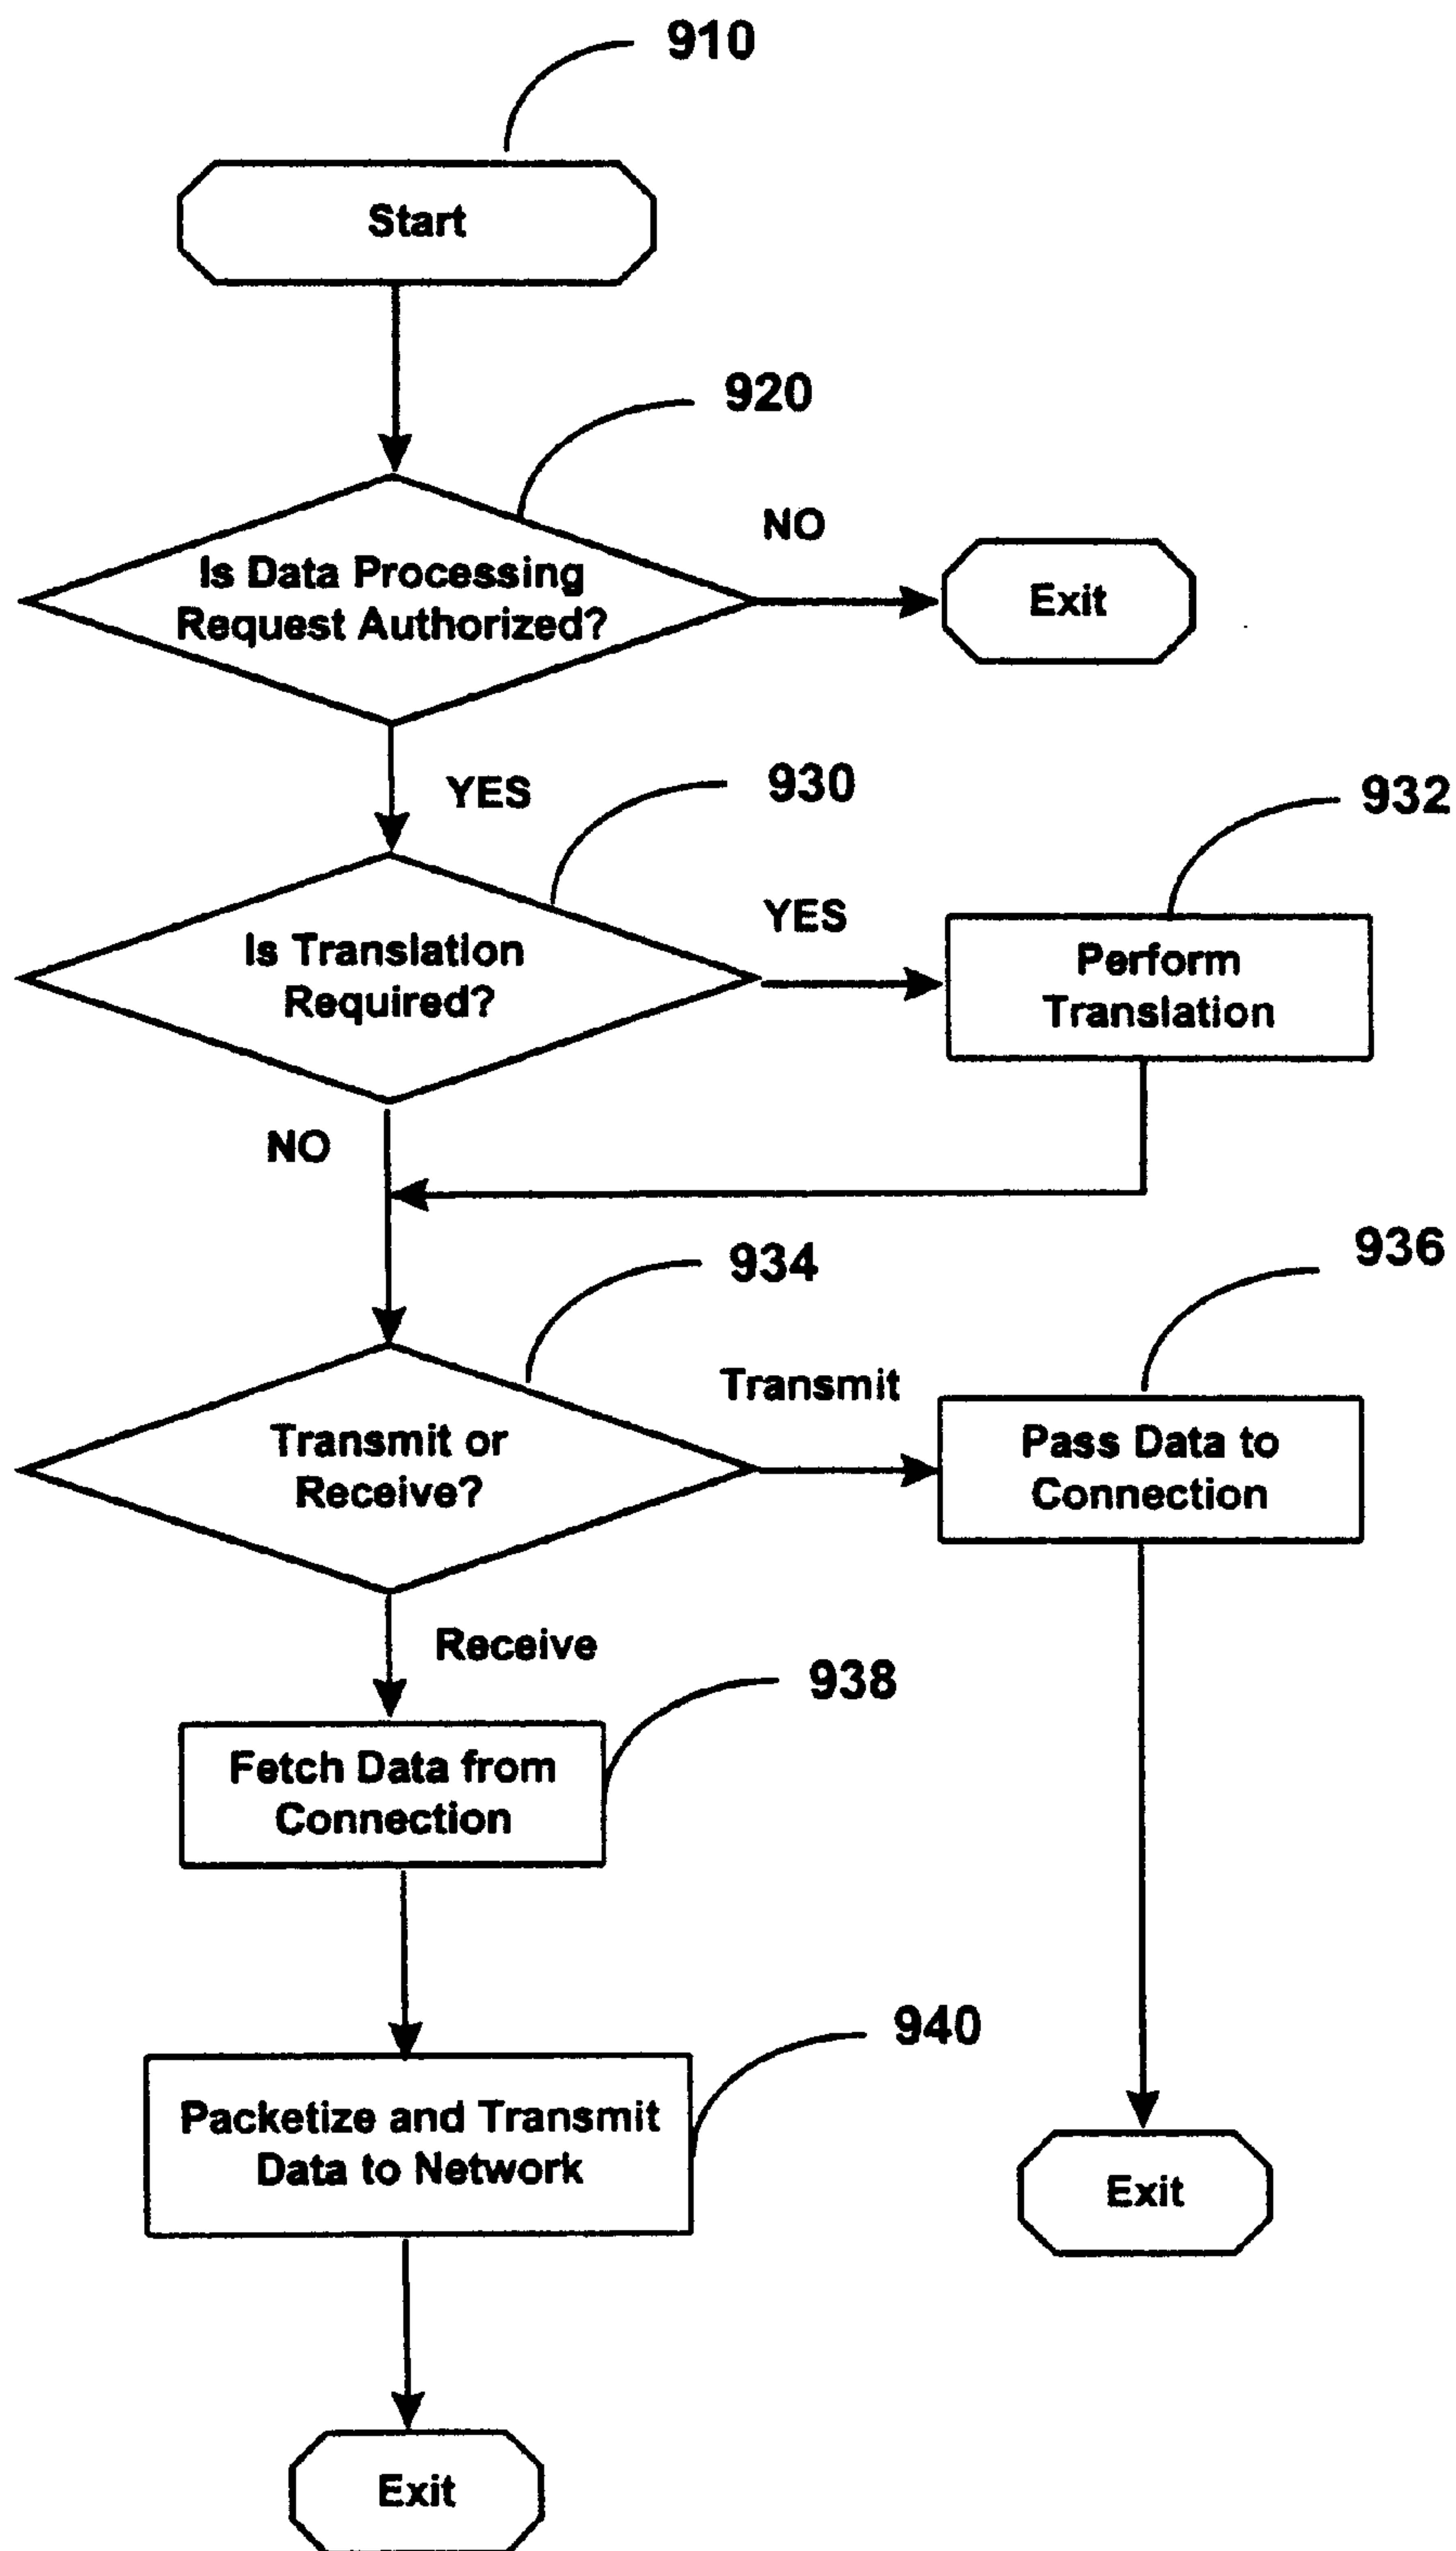 910
Start
920
Is Data Processing
Request Authorized?
NO
Exit
YES
930
932
Is Translation
Required?
YES
Perform
Translation
NO
934
936
Transmit or
Receive?
Transmit
Pass Data to
Connection
Receive
938
Fetch Data from
Connection
940
Packetize and Transmit
Data to Network
Exit
Exit